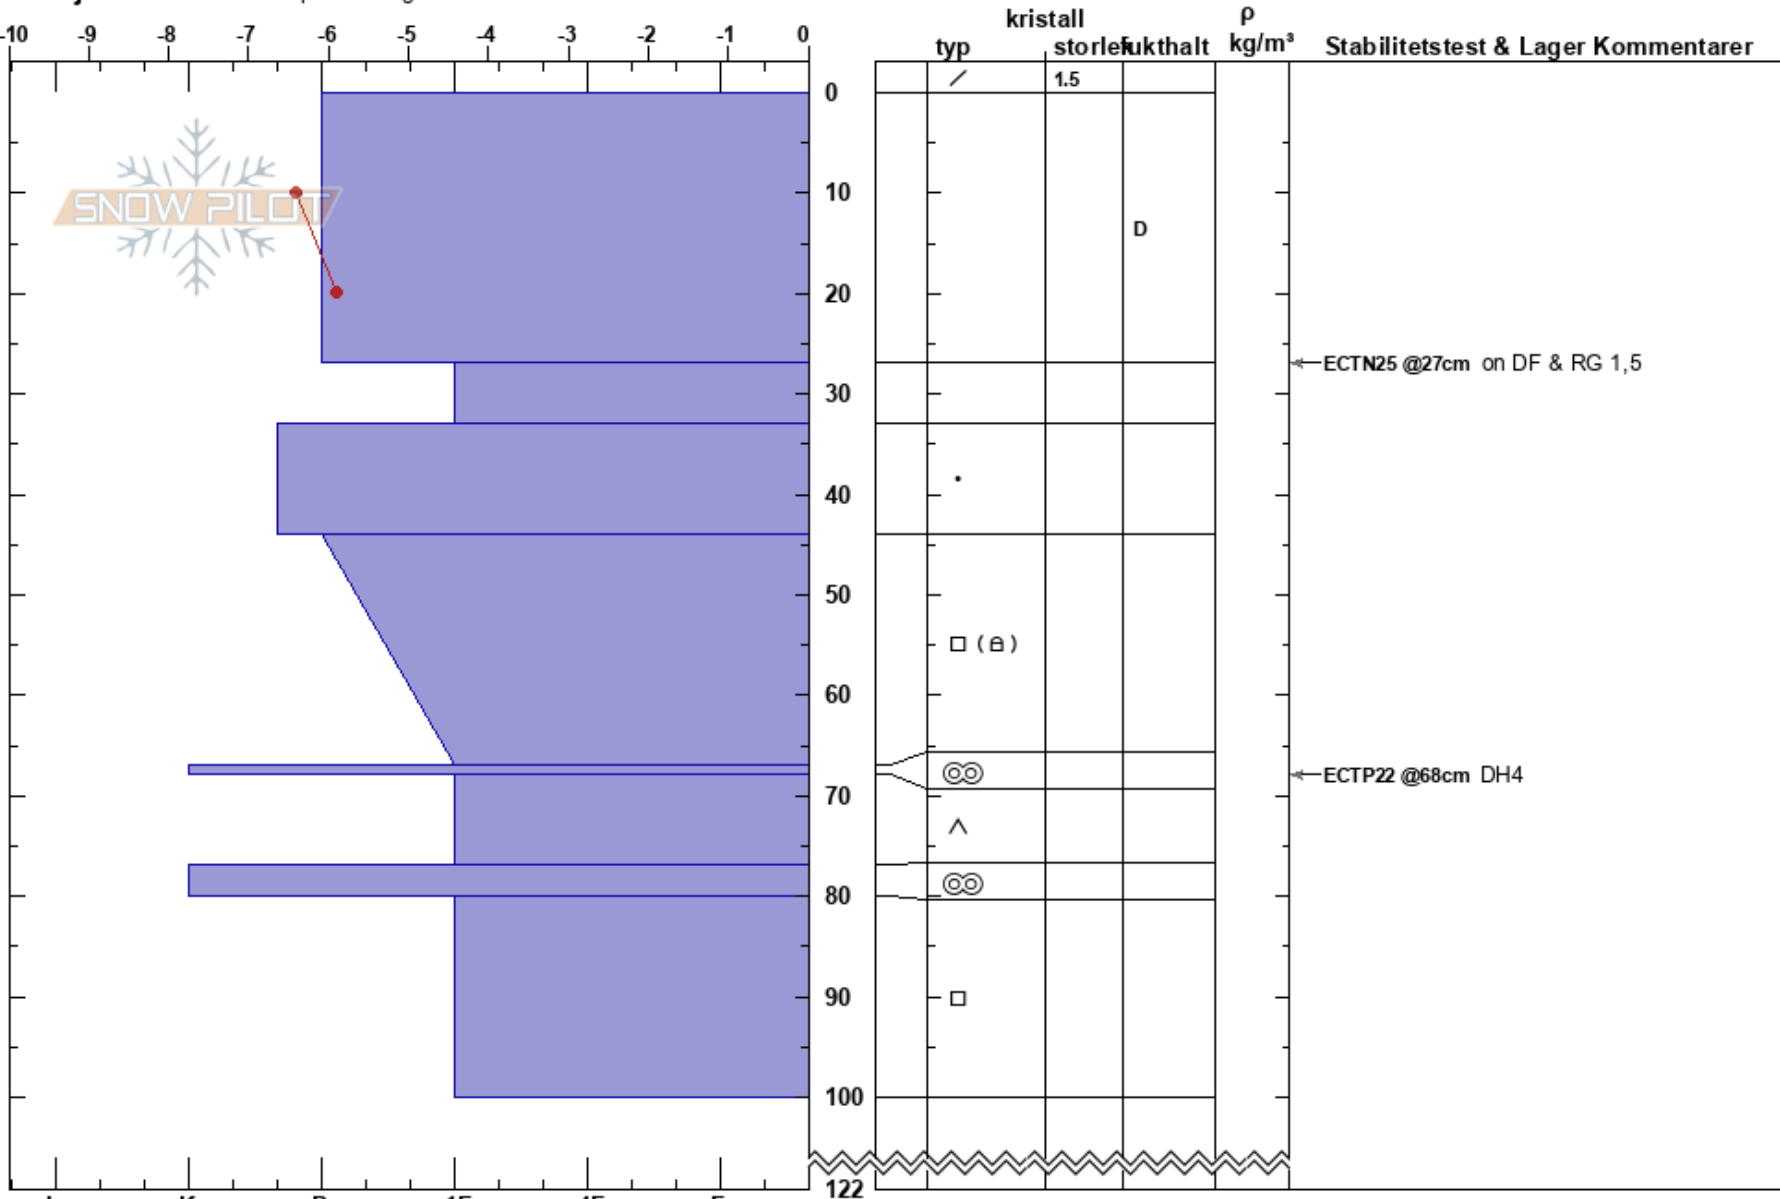 kristall ρ
typ storlek fukthalt kg/m³ Stabilitetstest & Lager Kommentarer
-10 -9 -8 -7 -6 -5 -4 -3 -2 -1 0
1.5
0
SNOW PILOT
10
D
20
ECTN25 @27cm on DF & RG 1,5
30
40
50
60
ECTP22 @68cm DH4
70
80
90
100
122